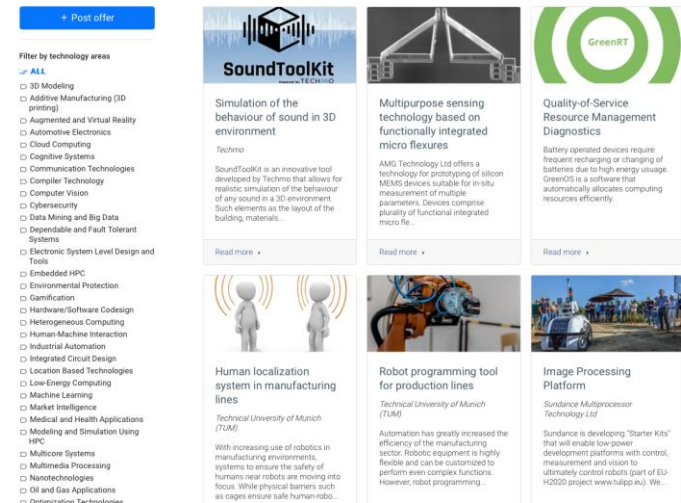 + Post offer
Filter by technology areas
ALL
3D Modeling
Additive Manufacturing (3D
printing)
Augmented and Virtual Reality
Automotive Electronics
Cloud Computing
Cognitive Systems
Communication Technologies
Compiler Technology
Computer Vision
Cybersecurity
Data Mining and Big Data
Dependable and Fault Tolerant
Systems
Electronic System Level Design and
Tools
Embedded HPC
Environmental Protection
Gamification
Hardware/Software Codesign
Heterogeneous Computing
Human-Machine Interaction
Industrial Automation
Integrated Circuit Design
Location Based Technologies
Low-Energy Computing
Machine Learning
Market Intelligence
Medical and Health Applications
Modeling and Simulation Using
HPC
Multicore Systems
Multimedia Processing
Nanotechnologies
Oil and Gas Applications
Optimization Technologies
SoundToolKit
Powered by TECHMO
Simulation of the
behaviour of sound in 3D
environment
Techmo
SoundToolKit is an innovative tool
developed by Techmo that allows for
realistic simulation of the behaviour
of any sound in a 3D environment.
Such elements as the layout of the
building, materials...
Read more
Multipurpose sensing
technology based on
functionally integrated
micro flexures
AMG Technology Ltd offers a
technology for prototyping of silicon
MEMS devices suitable for in-situ
measurement of multiple
parameters. Devices comprise
plurality of functional integrated
micro fle...
Read more
GreenRT
Quality-of-Service
Resource Management
Diagnostics
Battery operated devices require
frequent recharging or changing of
batteries due to high energy usuage.
GreenOS is a software that
automatically allocates computing
resources efficiently.
Read more
Human localization
system in manufacturing
lines
Technical University of Munich
(TUM)
With increasing use of robotics in
manufacturing environments,
systems to ensure the safety of
humans near robots are moving into
focus. While physical barriers such
as cages ensure safe human-robo...
Robot programming tool
for production lines
Technical University of Munich
(TUM)
Automation has greatly increased the
efficiency of the manufacturing
sector. Robotic equipment is highly
flexible and can be customized to
perform even complex functions.
However, robot programming...
Image Processing
Platform
Sundance Multiprocessor
Technology Ltd
Sundance is developing "Starter Kits"
that will enable low-power
development platforms with control,
measurement and vision to
ultimately control robots (part of EU-
H2020 project www.tulipp.eu). We...